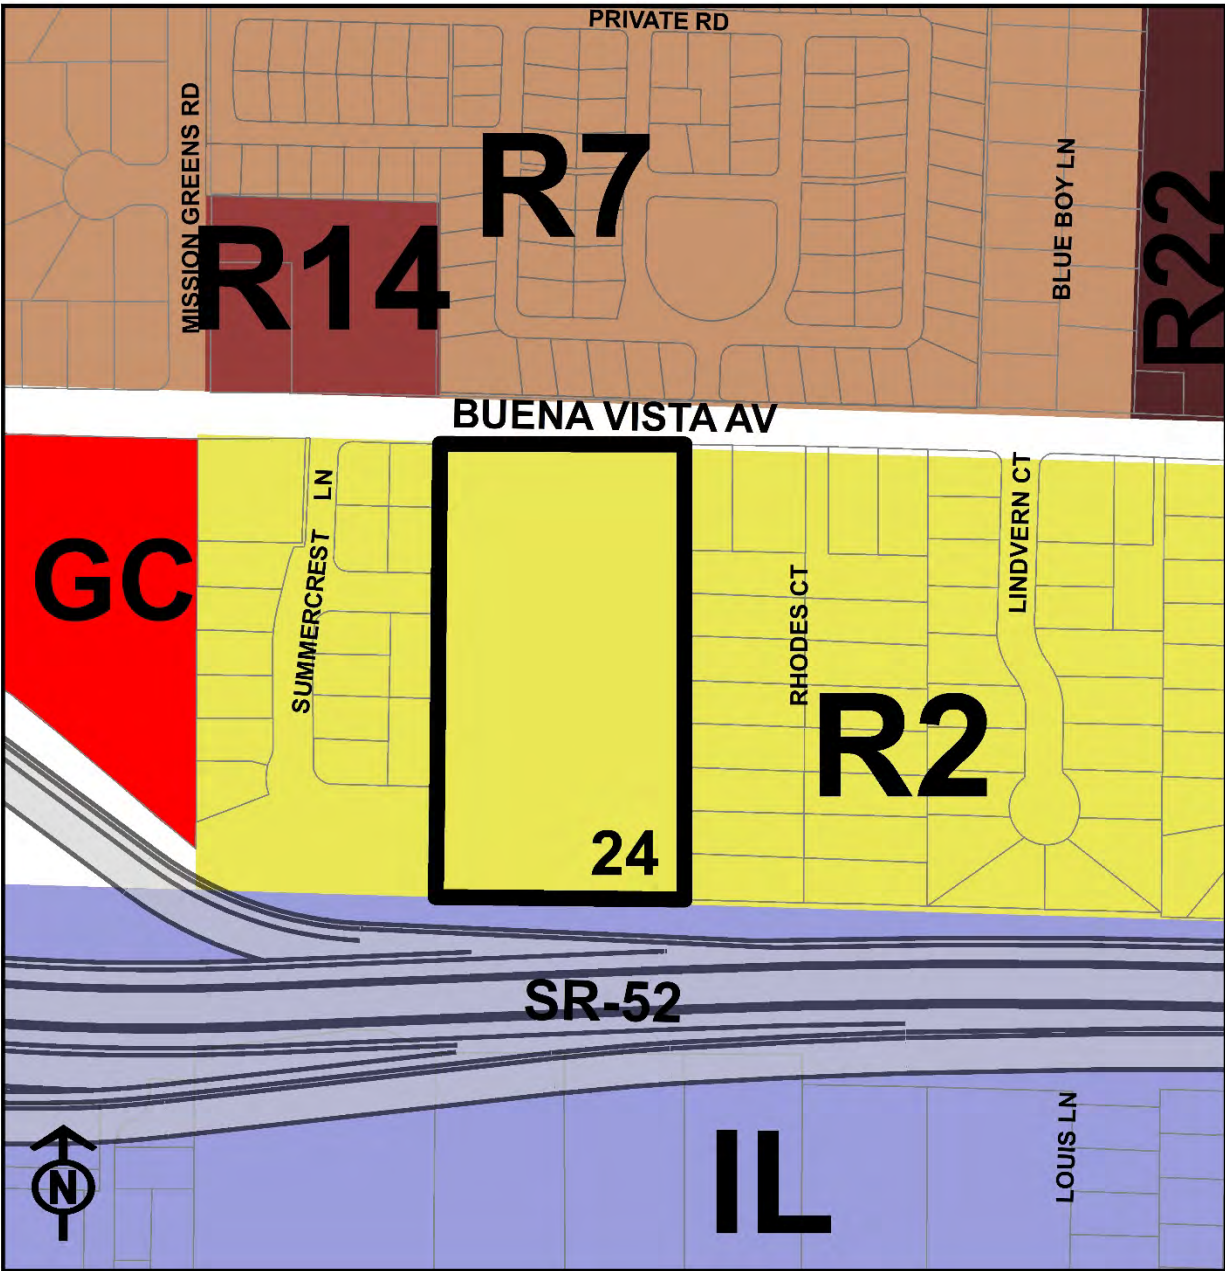 PRIVATE RD
MISSION GREENS RD
R7
BLUE BOY LN
R22
R14
BUENA VISTA AV
SUMMERCREST LN
LINDVERN CT
GC
RHODES CT
R2
24
SR-52
LOUIS LN
IL
N